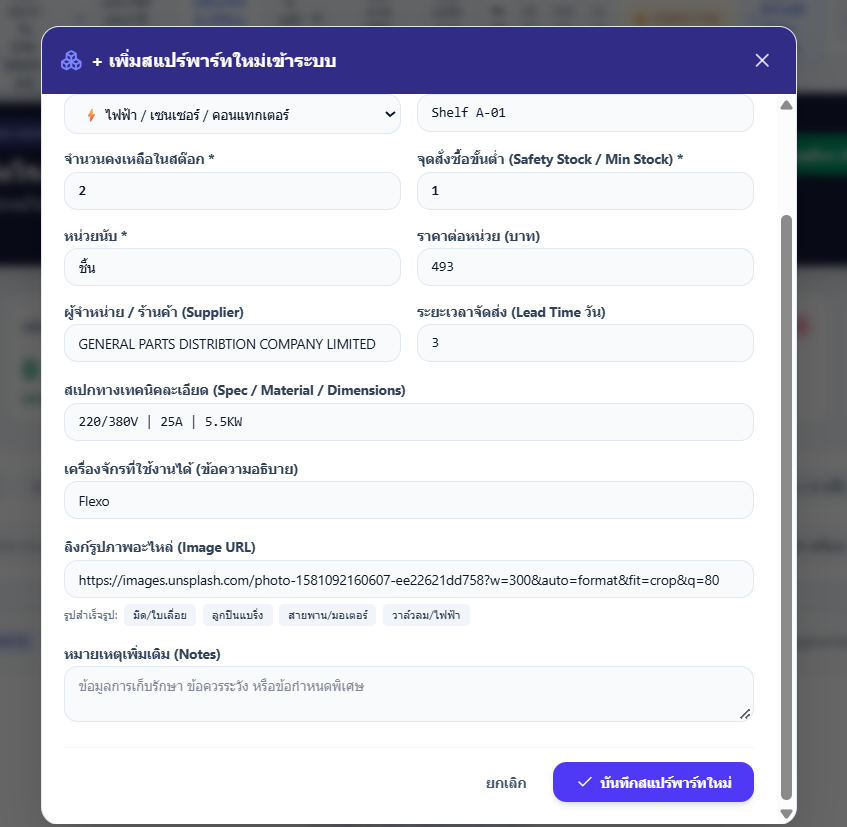 + เพิ่มสแปร์พาร์ทใหม่เข้าระบบ
ไฟฟ้า / เซนเซอร์ / คอนแทกเตอร์
Shelf A-01
จำนวนคงเหลือในสต๊อก *
จุดสั่งซื้อขั้นต่ำ (Safety Stock / Min Stock) *
2
1
หน่วยนับ *
ราคาต่อหน่วย (บาท)
ชิ้น
493
ผู้จำหน่าย / ร้านค้า (Supplier)
ระยะเวลาจัดส่ง (Lead Time วัน)
GENERAL PARTS DISTRIBTION COMPANY LIMITED
3
สเปกทางเทคนิคละเอียด (Spec / Material / Dimensions)
220/380V | 25A | 5.5KW
เครื่องจักรที่ใช้งานได้ (ข้อความอธิบาย)
Flexo
ลิงก์รูปภาพอะไหล่ (Image URL)
https://images.unsplash.com/photo-1581092160607-ee22621dd758?w=300&auto=format&fit=crop&q=80
รูปสำเร็จรูป: มีด/ใบเลื่อย ลูกปืนแบริ่ง สายพาน/มอเตอร์ วาล์วลม/ไฟฟ้า
หมายเหตุเพิ่มเติม (Notes)
ข้อมูลการเก็บรักษา ข้อควรระวัง หรือข้อกำหนดพิเศษ
ยกเลิก
บันทึกสแปร์พาร์ทใหม่